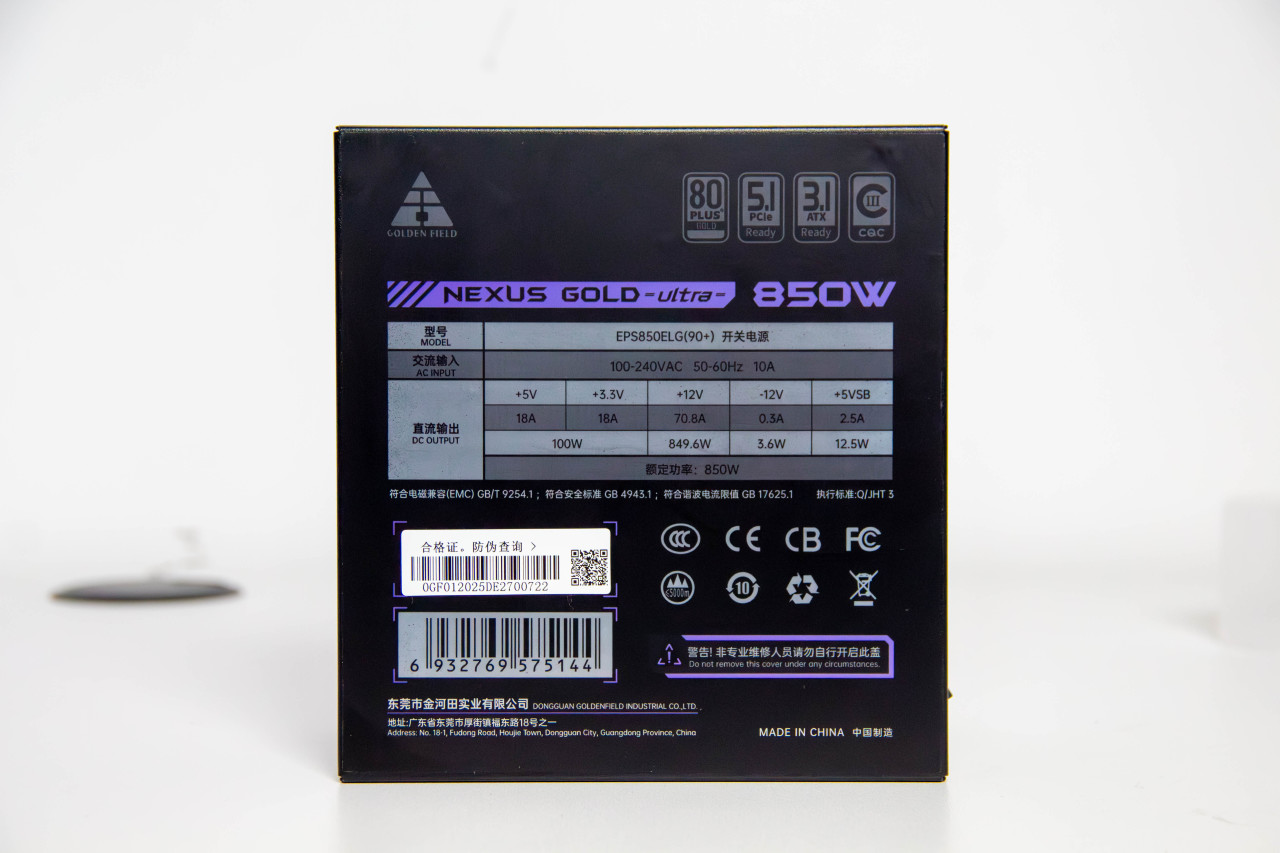 GOLDEN FIELD
80 PLUS GOLD
5.1 PCIe Ready
3.1 ATX Ready
III CQC
NEXUS GOLD -ultra- 850W
型号 MODEL EPS850ELG(90+) 开关电源
交流输入 AC INPUT 100-240VAC 50-60Hz 10A
直流输出 DC OUTPUT
+5V +3.3V +12V -12V +5VSB
18A 18A 70.8A 0.3A 2.5A
100W 849.6W 3.6W 12.5W
额定功率：850W
符合电磁兼容(EMC) GB/T 9254.1； 符合安全标准 GB 4943.1； 符合谐波电流限值 GB 17625.1 执行标准:Q/JHT 3
合格证。防伪查询 >
0GF012025DE2700722
CCC CE CB FC
≤5000m 10
6 932769 575144
警告! 非专业维修人员请勿自行开启此盖
Do not remove this cover under any circumstances.
东莞市金河田实业有限公司 DONGGUAN GOLDENFIELD INDUSTRIAL CO.,LTD.
地址:广东省东莞市厚街镇福东路18号之一
Address: No. 18-1, Fudong Road, Houjie Town, Dongguan City, Guangdong Province, China
MADE IN CHINA 中国制造